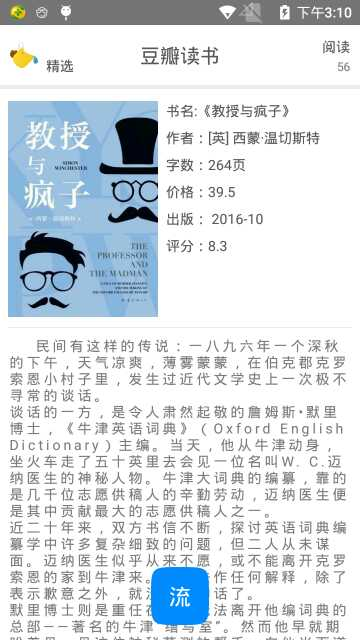 下午3:10
精选
豆瓣读书
阅读
56
教授
与
疯子
SIMON
WINCHESTER
THE
PROFESSOR
AND
THE MADMAN
书名:《教授与疯子》
作者：[英] 西蒙·温切斯特
字数：264页
价格：39.5
出版： 2016-10
评分：8.3
民间有这样的传说：一八九六年一个深秋
的下午，天气凉爽，薄雾蒙蒙，在伯克郡克罗
索恩小村子里，发生过近代文学史上一次极不
寻常的谈话。
谈话的一方，是令人肃然起敬的詹姆斯•默里
博士，《牛津英语词典》（Oxford English
Dictionary）主编。当天，他从牛津动身，
坐火车走了五十英里去会见一位名叫W. C.迈
纳医生的神秘人物。牛津大词典的编纂，靠的
是几千位志愿供稿人的辛勤劳动，迈纳医生便
是其中贡献最大的志愿供稿人之一。
近二十年来，双方书信不断，探讨英语词典编
纂学中许多复杂细致的问题，但二人从未谋
面。迈纳医生似乎从来不愿，或不能离开克罗
索恩的家到牛津来。 作任何解释，除了
表示歉意之外，就 话了。
流
默里博士则是重任在 法离开他编词典的
总部——著名的牛津“缮写室”。然而他早就期